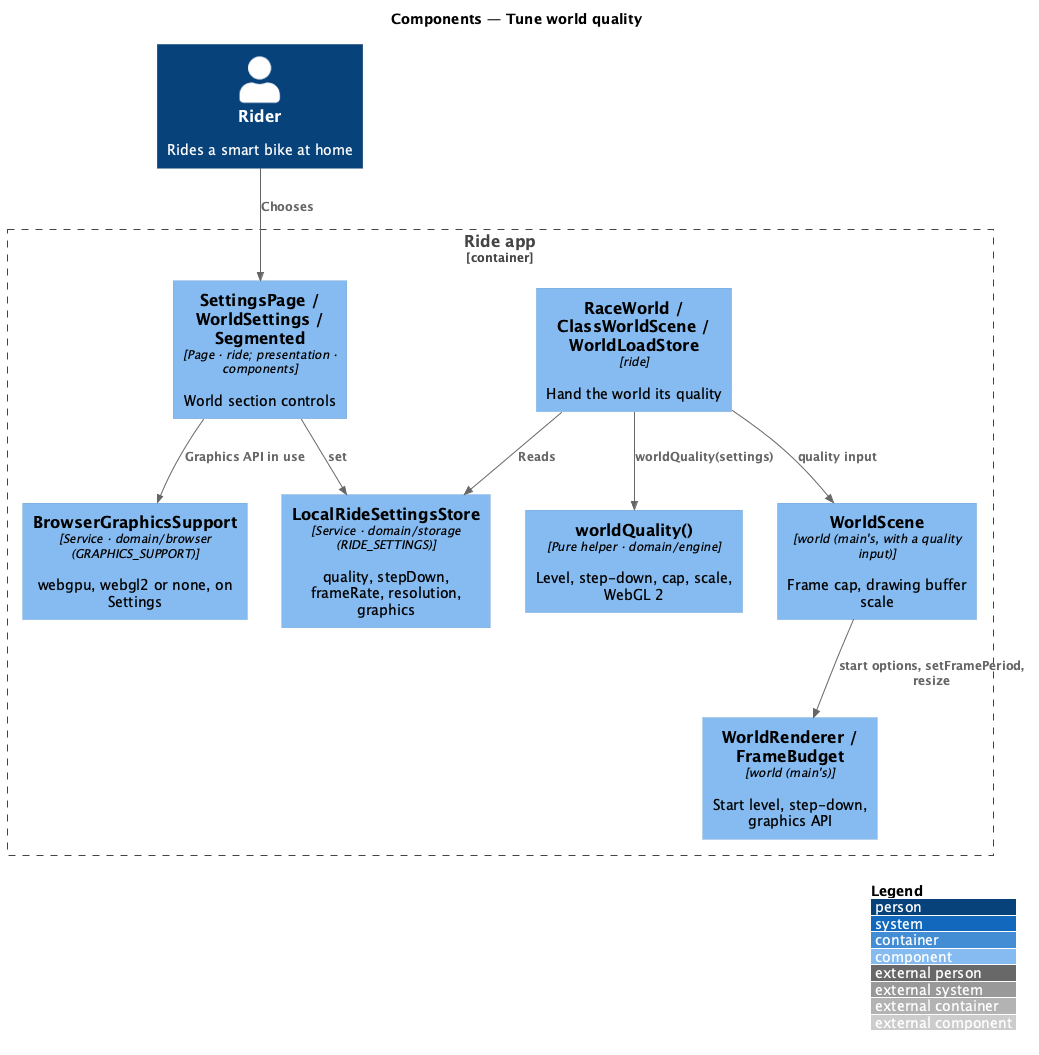 Components — Tune world quality
Rider
Rides a smart bike at home
Chooses
Ride app
[container]
SettingsPage /
WorldSettings /
Segmented
[Page · ride; presentation ·
components]
World section controls
RaceWorld /
ClassWorldScene /
WorldLoadStore
[ride]
Hand the world its quality
Graphics API in use
set
Reads
worldQuality(settings)
quality input
BrowserGraphicsSupport
[Service · domain/browser
(GRAPHICS_SUPPORT)]
webgpu, webgl2 or none, on
Settings
LocalRideSettingsStore
[Service · domain/storage
(RIDE_SETTINGS)]
quality, stepDown,
frameRate, resolution,
graphics
worldQuality()
[Pure helper · domain/engine]
Level, step-down, cap, scale,
WebGL 2
WorldScene
[world (main's, with a quality
input)]
Frame cap, drawing buffer
scale
start options, setFramePeriod,
resize
WorldRenderer /
FrameBudget
[world (main's)]
Start level, step-down,
graphics API
Legend
person
system
container
component
external person
external system
external container
external component